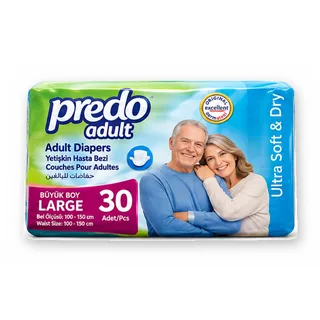 predo
adult
Adult Diapers
Yetişkin Hasta Bezi
Couches Pour Adultes
حفاضات للبالغين
BÜYÜK BOY
LARGE
30
Adet/Pcs
Bel Ölçüsü: 100 - 150 cm
Waist Size: 100 - 150 cm
ORIGINAL
excellent
Ultra Soft & Dry